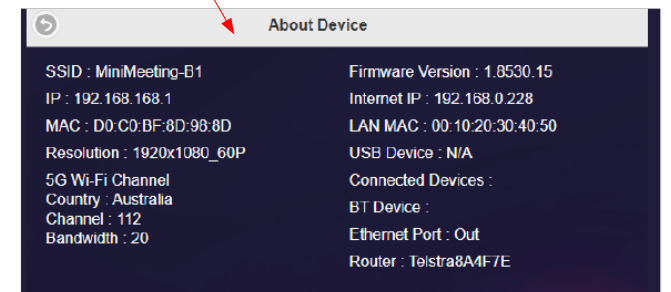 About Device
SSID : MiniMeeting-B1
IP : 192.168.168.1
MAC : D0:C0:BF:8D:98:8D
Resolution : 1920x1080_60P
5G Wi-Fi Channel
Country : Australia
Channel : 112
Bandwidth : 20
Firmware Version : 1.8530.15
Internet IP : 192.168.0.228
LAN MAC : 00:10:20:30:40:50
USB Device : N/A
Connected Devices :
BT Device :
Ethernet Port : Out
Router : Telstra8A4F7E